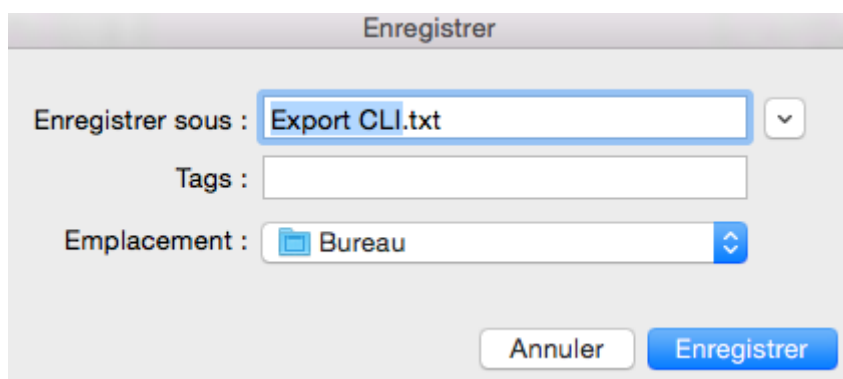 Enregistrer
Enregistrer sous : Export CLI.txt
Tags :
Emplacement : Bureau
Annuler Enregistrer